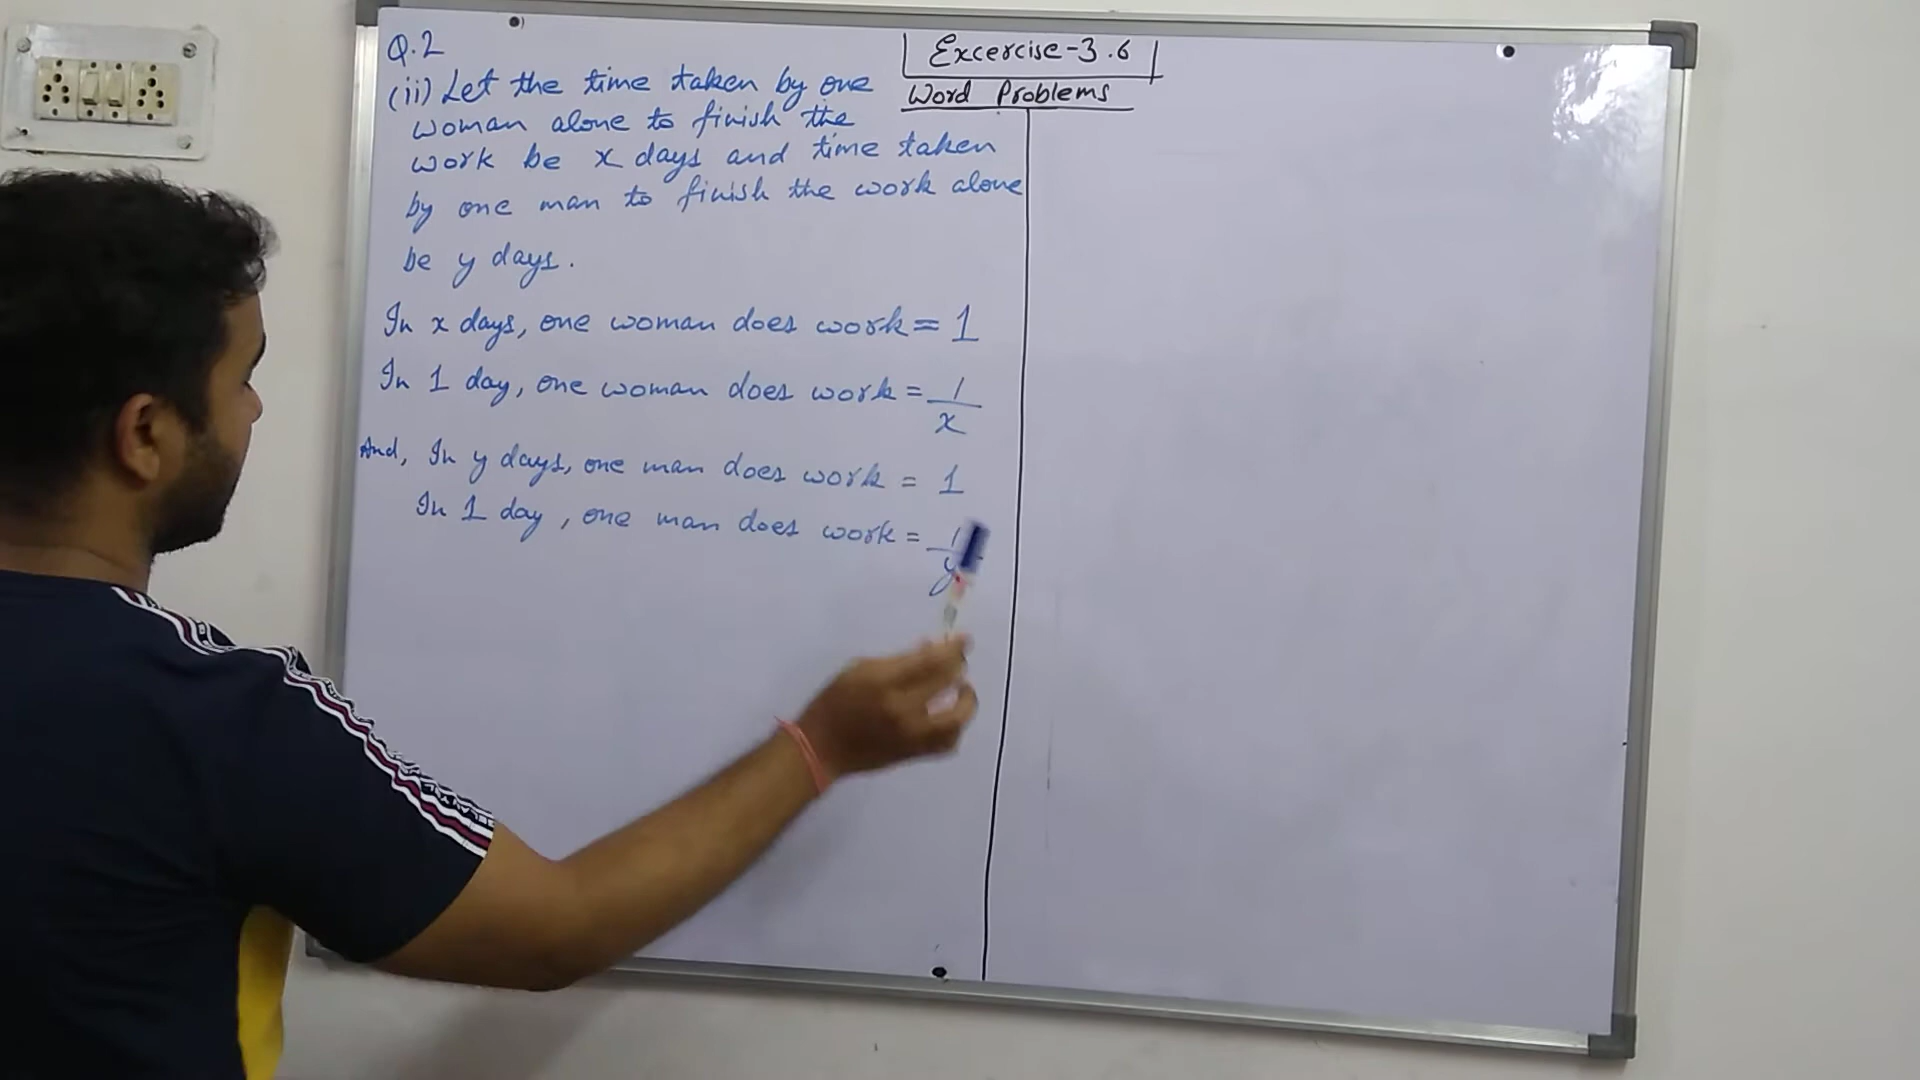 Excercise-3.6
Word Problems
Q.2
(ii) Let the time taken by one
woman alone to finish the
work be x days and time taken
by one man to finish the work alone
be y days.
In x days, one woman does work = 1
In 1 day, one woman does work = 1/x
And, In y days, one man does work = 1
In 1 day, one man does work = 1/y